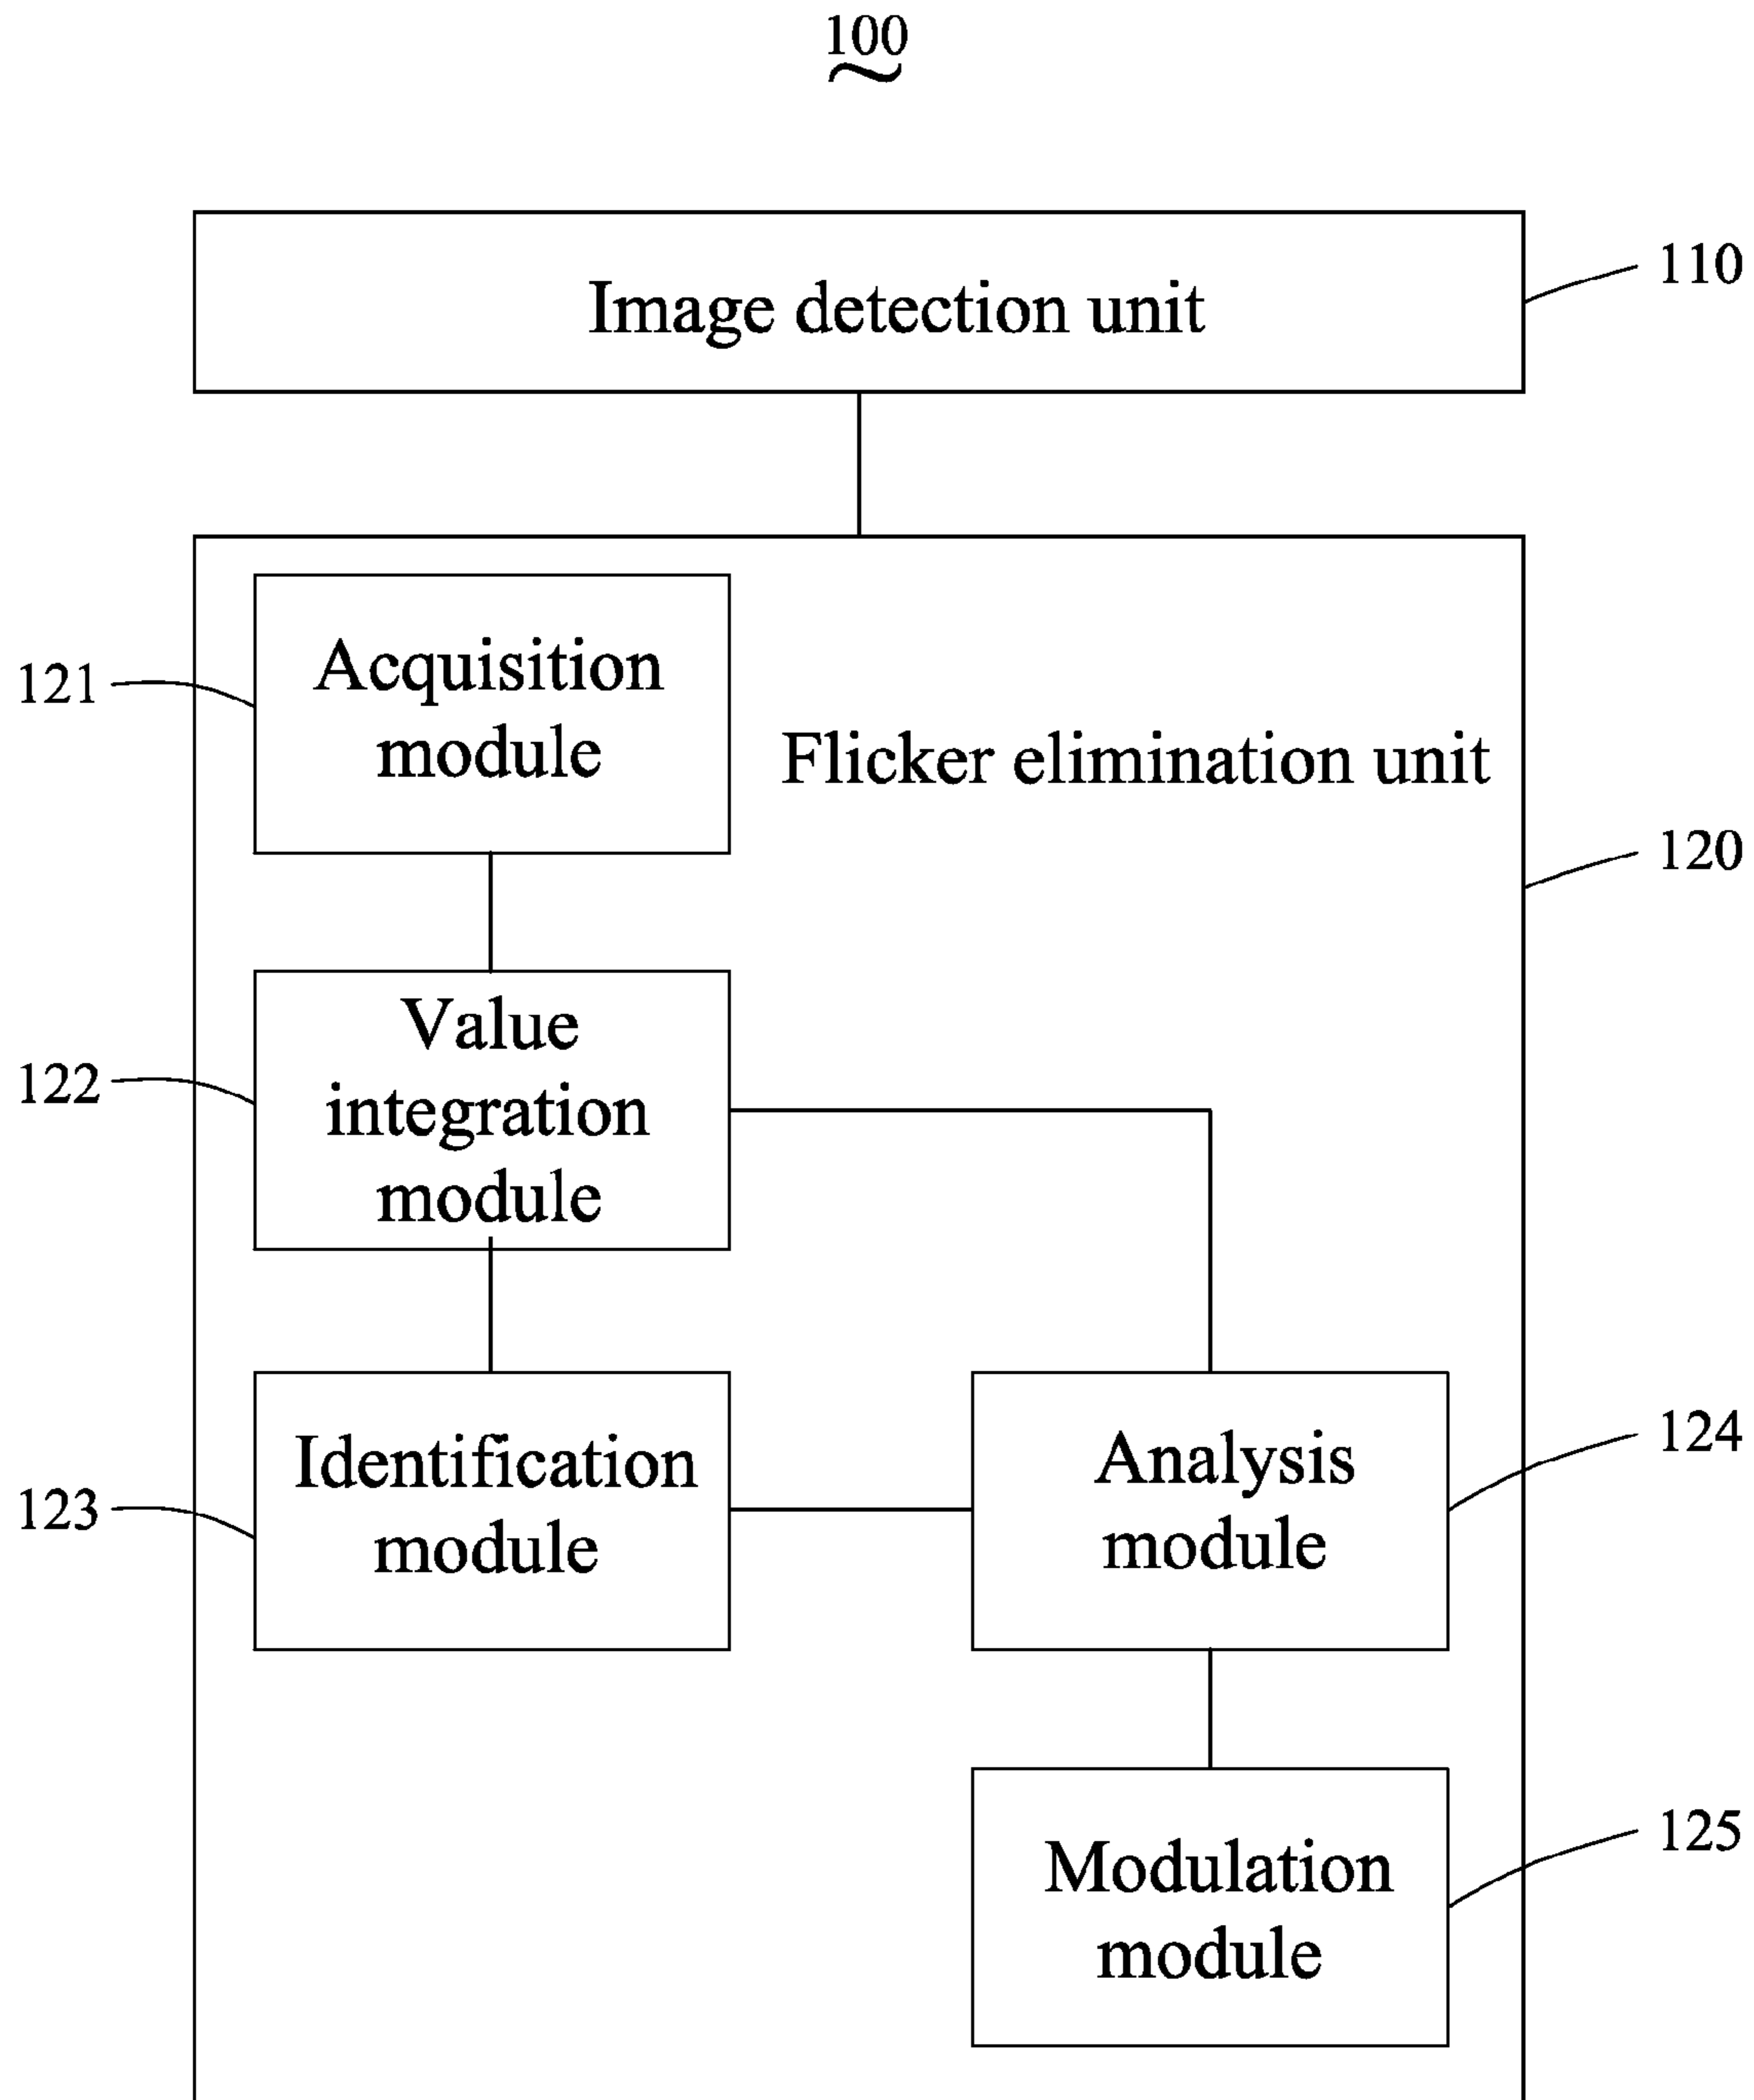 100
Image detection unit
110
Acquisition
module
121
Flicker elimination unit
120
Value
integration
module
122
Identification
module
123
Analysis
module
124
Modulation
module
125